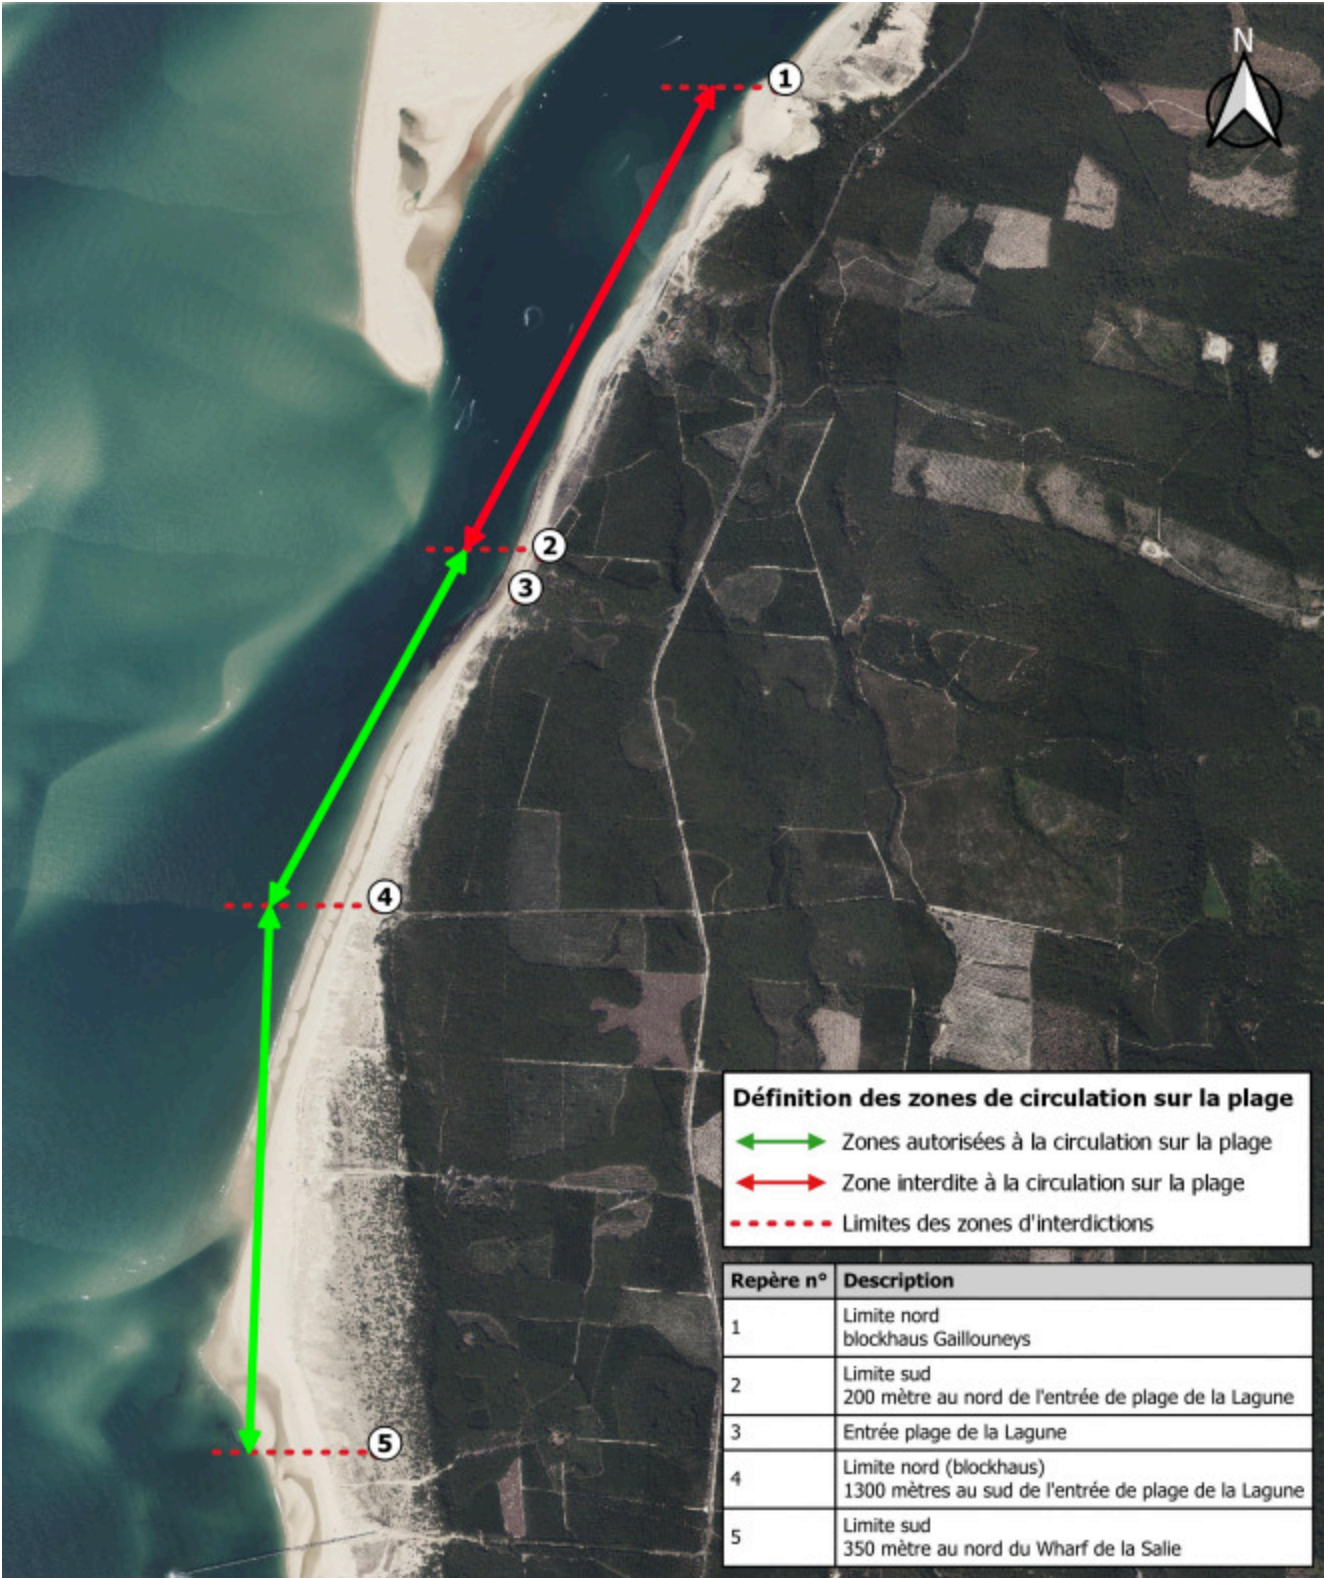 N
1
2
3
4
5
Définition des zones de circulation sur la plage
Zones autorisées à la circulation sur la plage
Zone interdite à la circulation sur la plage
Limites des zones d'interdictions
Repère n° Description
1 Limite nord
blockhaus Gaillouneys
2 Limite sud
200 mètre au nord de l'entrée de plage de la Lagune
3 Entrée plage de la Lagune
4 Limite nord (blockhaus)
1300 mètres au sud de l'entrée de plage de la Lagune
5 Limite sud
350 mètre au nord du Wharf de la Salie